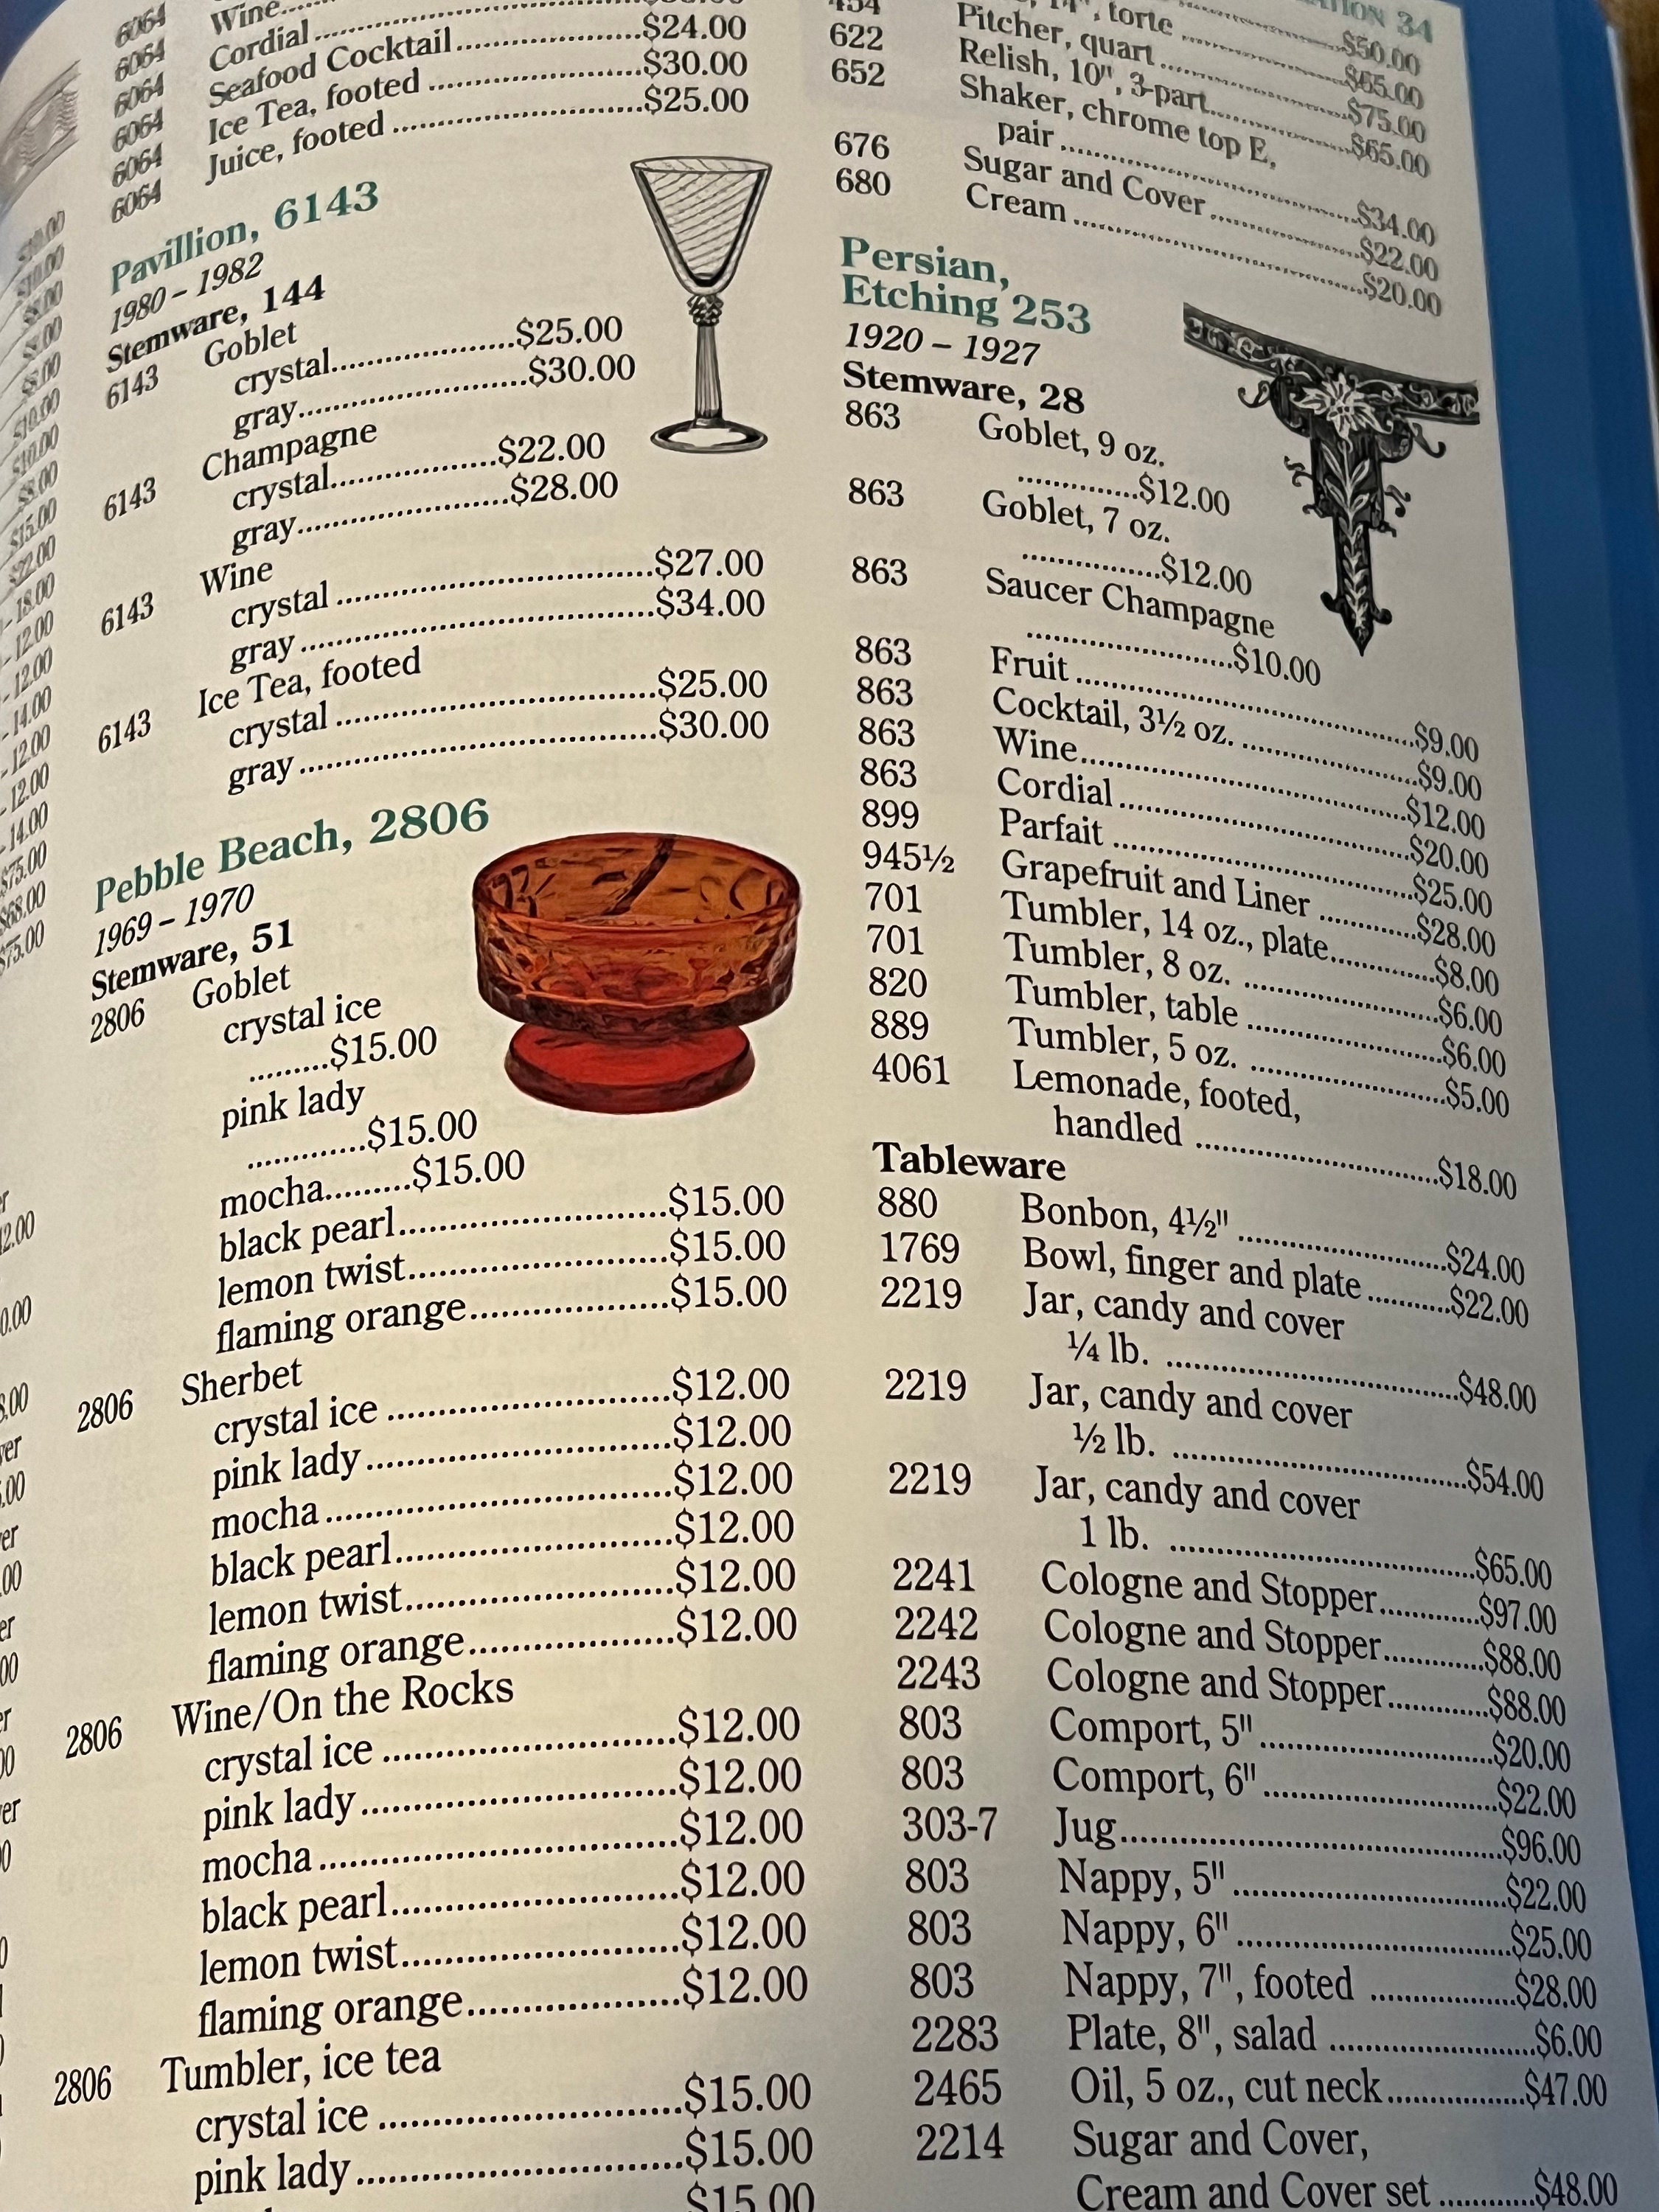 6064 Wine
6064 Cordial
6064 Seafood Cocktail $24.00
6064 Ice Tea, footed $30.00
6064 Juice, footed $25.00
6064
Pavillion, 6143
1980 – 1982
Stemware, 144
6143 Goblet
crystal $25.00
gray $30.00
6143 Champagne
crystal $22.00
gray $28.00
6143 Wine
crystal $27.00
gray $34.00
6143 Ice Tea, footed
crystal $25.00
gray $30.00
Pebble Beach, 2806
1969 – 1970
Stemware, 51
2806 Goblet
crystal ice
$15.00
pink lady
$15.00
mocha $15.00
black pearl $15.00
lemon twist $15.00
flaming orange $15.00
2806 Sherbet
crystal ice $12.00
pink lady $12.00
mocha $12.00
black pearl $12.00
lemon twist $12.00
flaming orange $12.00
2806 Wine/On the Rocks
crystal ice $12.00
pink lady $12.00
mocha $12.00
black pearl $12.00
lemon twist $12.00
flaming orange $12.00
2806 Tumbler, ice tea
crystal ice $15.00
pink lady $15.00
$15.00
34
454 14", torte $50.00
622 Pitcher, quart $65.00
652 Relish, 10", 3-part $75.00
Shaker, chrome top E, $65.00
pair $34.00
676 Sugar and Cover $22.00
680 Cream $20.00
Persian,
Etching 253
1920 – 1927
Stemware, 28
863 Goblet, 9 oz.
$12.00
863 Goblet, 7 oz.
$12.00
863 Saucer Champagne
$10.00
863 Fruit $9.00
863 Cocktail, 3½ oz. $9.00
863 Wine $12.00
863 Cordial $20.00
899 Parfait $25.00
945½ Grapefruit and Liner $28.00
701 Tumbler, 14 oz., plate $8.00
701 Tumbler, 8 oz. $6.00
820 Tumbler, table $6.00
889 Tumbler, 5 oz. $5.00
4061 Lemonade, footed,
handled $18.00
Tableware
880 Bonbon, 4½" $24.00
1769 Bowl, finger and plate $22.00
2219 Jar, candy and cover
¼ lb. $48.00
2219 Jar, candy and cover
½ lb. $54.00
2219 Jar, candy and cover
1 lb. $65.00
2241 Cologne and Stopper $97.00
2242 Cologne and Stopper $88.00
2243 Cologne and Stopper $88.00
803 Comport, 5" $20.00
803 Comport, 6" $22.00
303-7 Jug $96.00
803 Nappy, 5" $22.00
803 Nappy, 6" $25.00
803 Nappy, 7", footed $28.00
2283 Plate, 8", salad $6.00
2465 Oil, 5 oz., cut neck $47.00
2214 Sugar and Cover,
Cream and Cover set $48.00